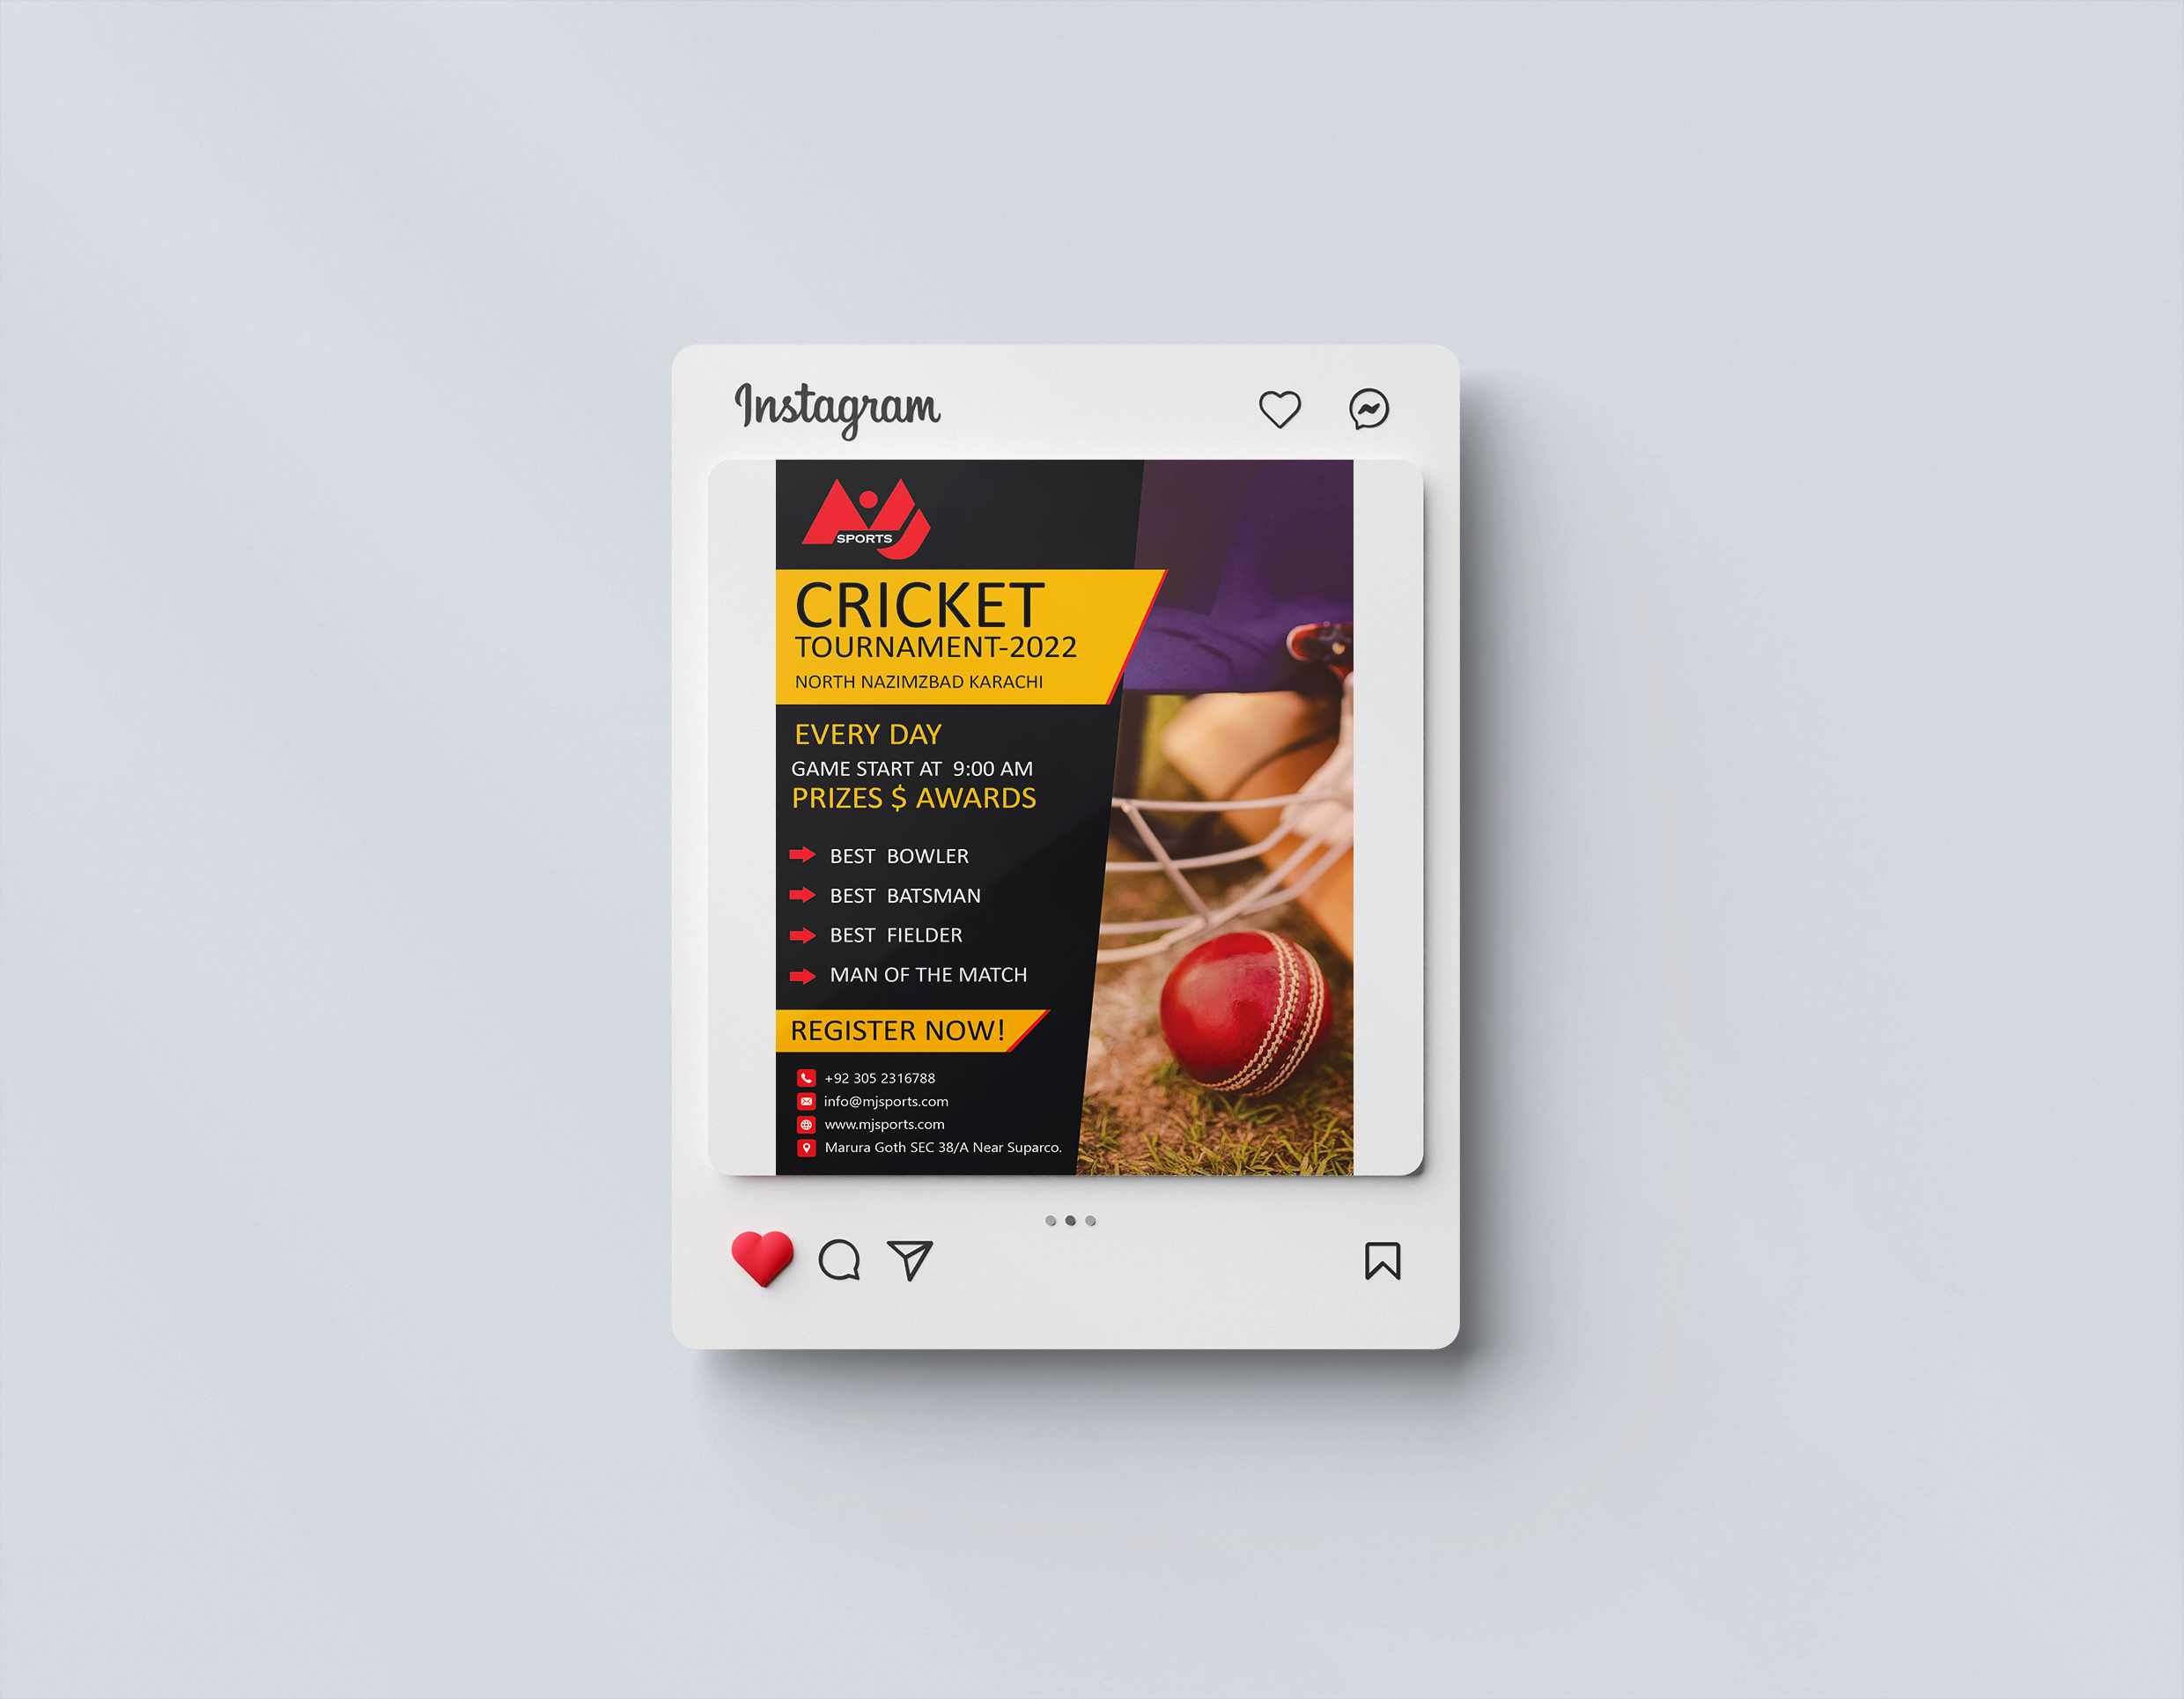 Instagram
SPORTS
CRICKET
TOURNAMENT-2022
NORTH NAZIMZBAD KARACHI
EVERY DAY
GAME START AT 9:00 AM
PRIZES $ AWARDS
BEST BOWLER
BEST BATSMAN
BEST FIELDER
MAN OF THE MATCH
REGISTER NOW!
+92 305 2316788
info@mjsports.com
www.mjsports.com
Marura Goth SEC 38/A Near Suparco.